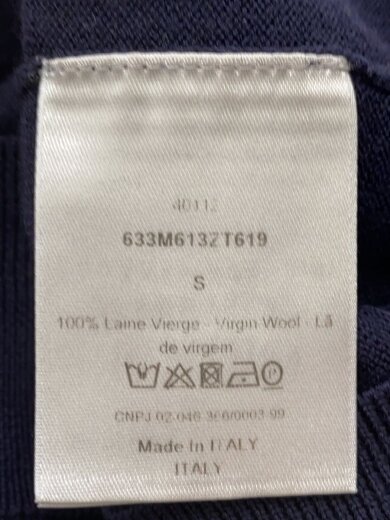 40112
633M613ZT619
S
100% Laine Vierge - Virgin Wool - Lã
de virgem
CNPJ 02-046 366/0003-99
Made In ITALY
ITALY